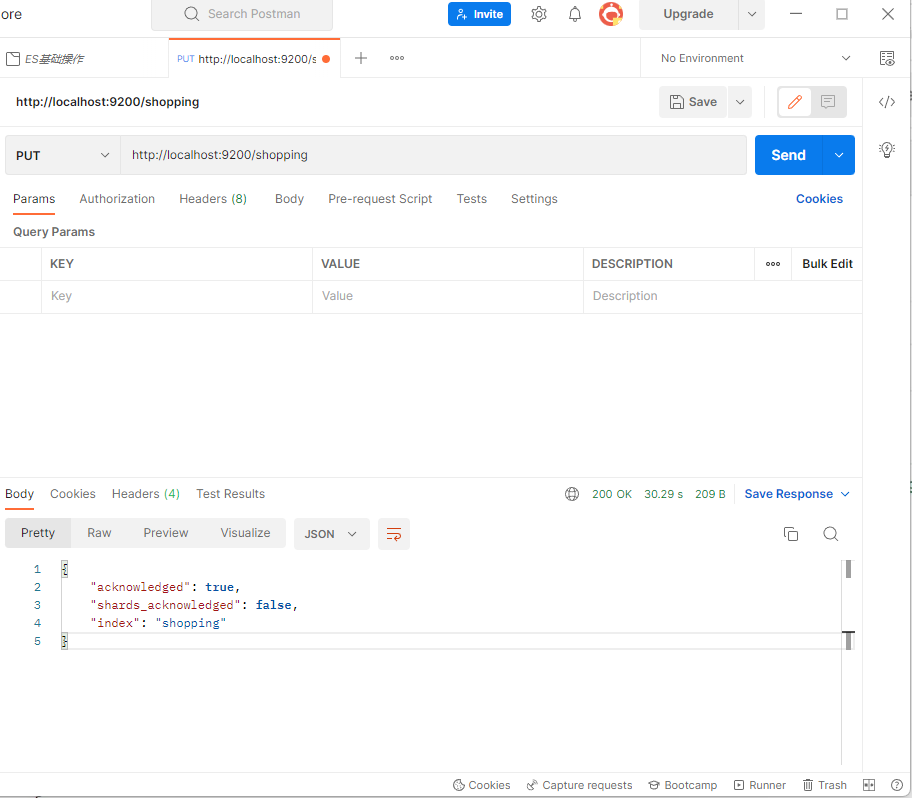 ore Search Postman Invite Upgrade
ES基础操作 PUT http://localhost:9200/s No Environment
http://localhost:9200/shopping Save
PUT http://localhost:9200/shopping Send
Params Authorization Headers (8) Body Pre-request Script Tests Settings Cookies
Query Params
KEY VALUE DESCRIPTION Bulk Edit
Key Value Description
Body Cookies Headers (4) Test Results 200 OK 30.29 s 209 B Save Response
Pretty Raw Preview Visualize JSON
1 {
2 "acknowledged": true,
3 "shards_acknowledged": false,
4 "index": "shopping"
5 }
Cookies Capture requests Bootcamp Runner Trash